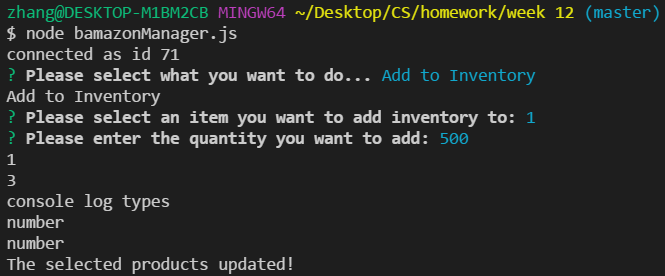 zhang@DESKTOP-M1BM2CB MINGW64 ~/Desktop/CS/homework/week 12 (master)
$ node bamazonManager.js
connected as id 71
? Please select what you want to do... Add to Inventory
Add to Inventory
? Please select an item you want to add inventory to: 1
? Please enter the quantity you want to add: 500
1
3
console log types
number
number
The selected products updated!